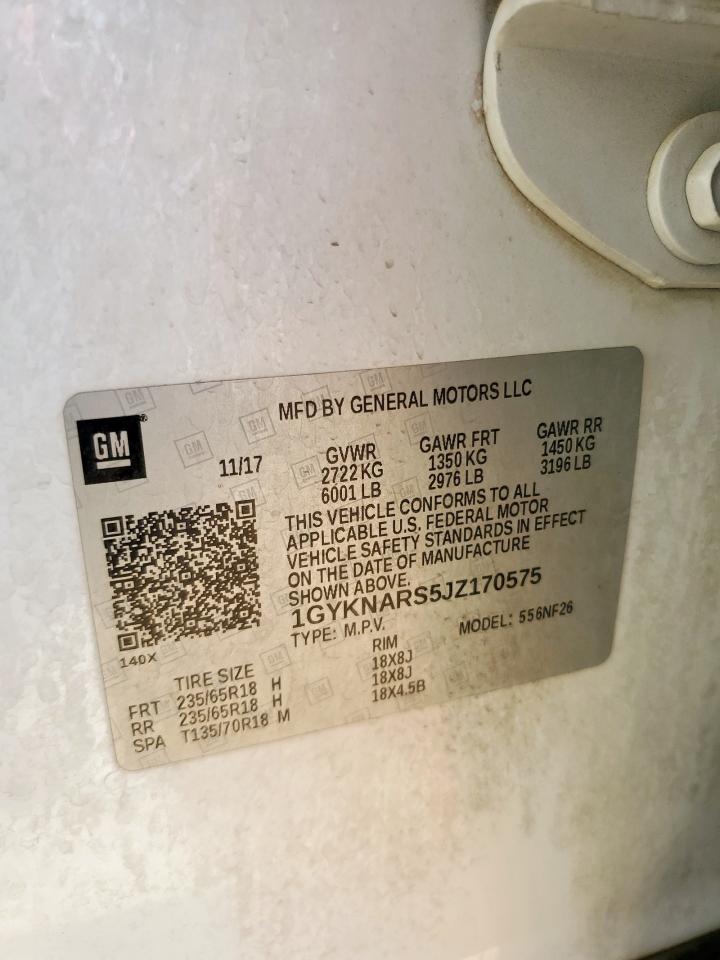 MFD BY GENERAL MOTORS LLC
GM
11/17
GVWR GAWR FRT GAWR RR
2722 KG 1350 KG 1450 KG
6001 LB 2976 LB 3196 LB
THIS VEHICLE CONFORMS TO ALL
APPLICABLE U.S. FEDERAL MOTOR
VEHICLE SAFETY STANDARDS IN EFFECT
ON THE DATE OF MANUFACTURE
SHOWN ABOVE.
1GYKNARS5JZ170575
TYPE: M.P.V. MODEL: 556NF26
140X
TIRE SIZE RIM
FRT 235/65R18 H 18X8J
RR 235/65R18 H 18X8J
SPA T135/70R18 M 18X4.5B